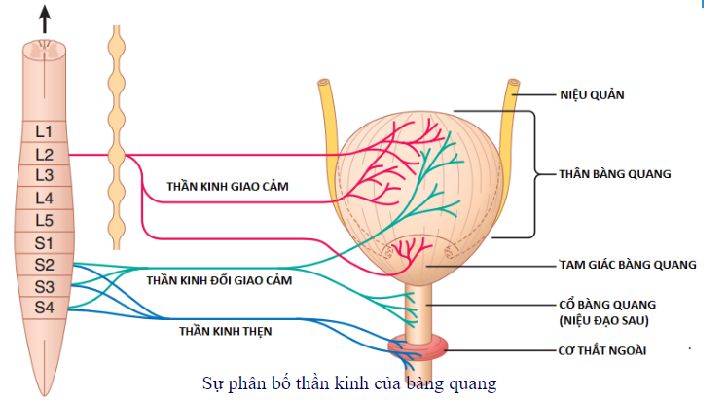 L1
L2
L3
L4
L5
S1
S2
S3
S4
THẦN KINH GIAO CẢM
THẦN KINH ĐỐI GIAO CẢM
THẦN KINH THẸN
NIỆU QUẢN
THÂN BÀNG QUANG
TAM GIÁC BÀNG QUANG
CỔ BÀNG QUANG
(NIỆU ĐẠO SAU)
CƠ THẮT NGOÀI
Sự phân bố thần kinh của bàng quang